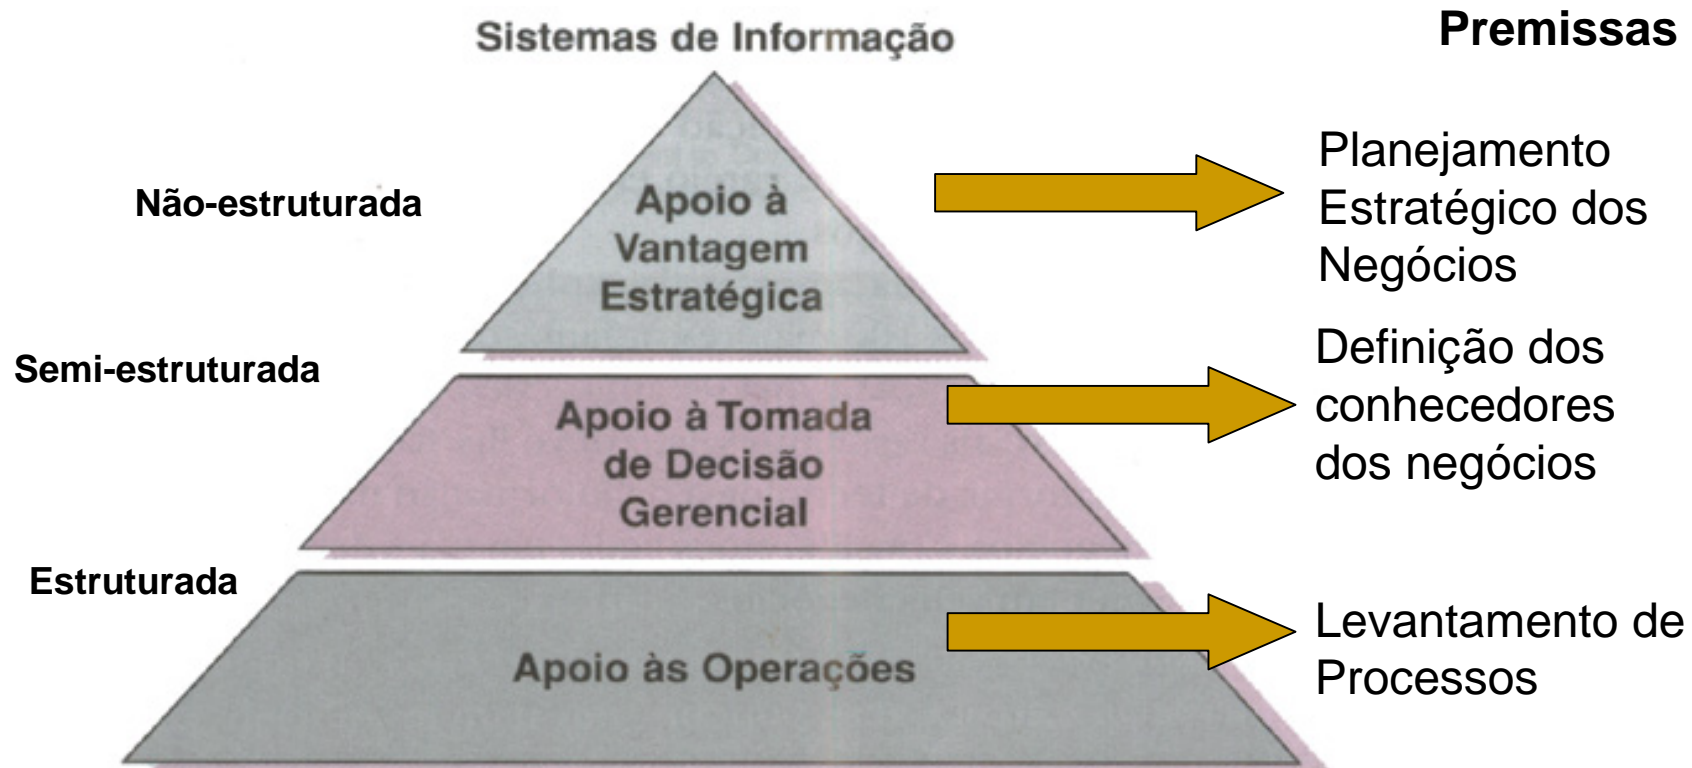 Sistemas de Informação
Premissas
Não-estruturada
Apoio à
Vantagem
Estratégica
Planejamento
Estratégico dos
Negócios
Semi-estruturada
Apoio à Tomada
de Decisão
Gerencial
Definição dos
conhecedores
dos negócios
Estruturada
Apoio às Operações
Levantamento de
Processos